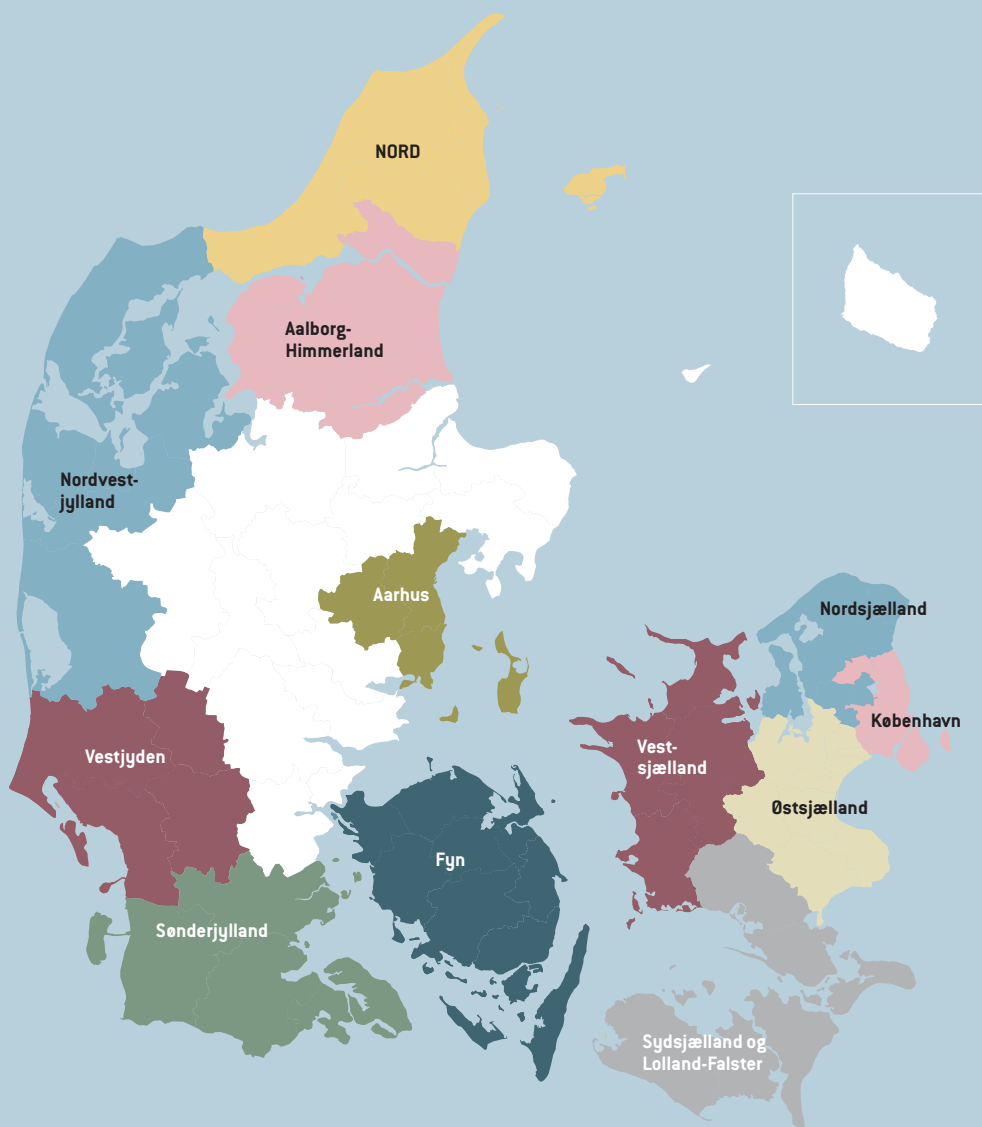 NORD
Aalborg-
Himmerland
Nordvest-
jylland
Aarhus
Nordsjælland
København
Vestjyden
Vest-
sjælland
Østsjælland
Fyn
Sønderjylland
Sydsjælland og
Lolland-Falster